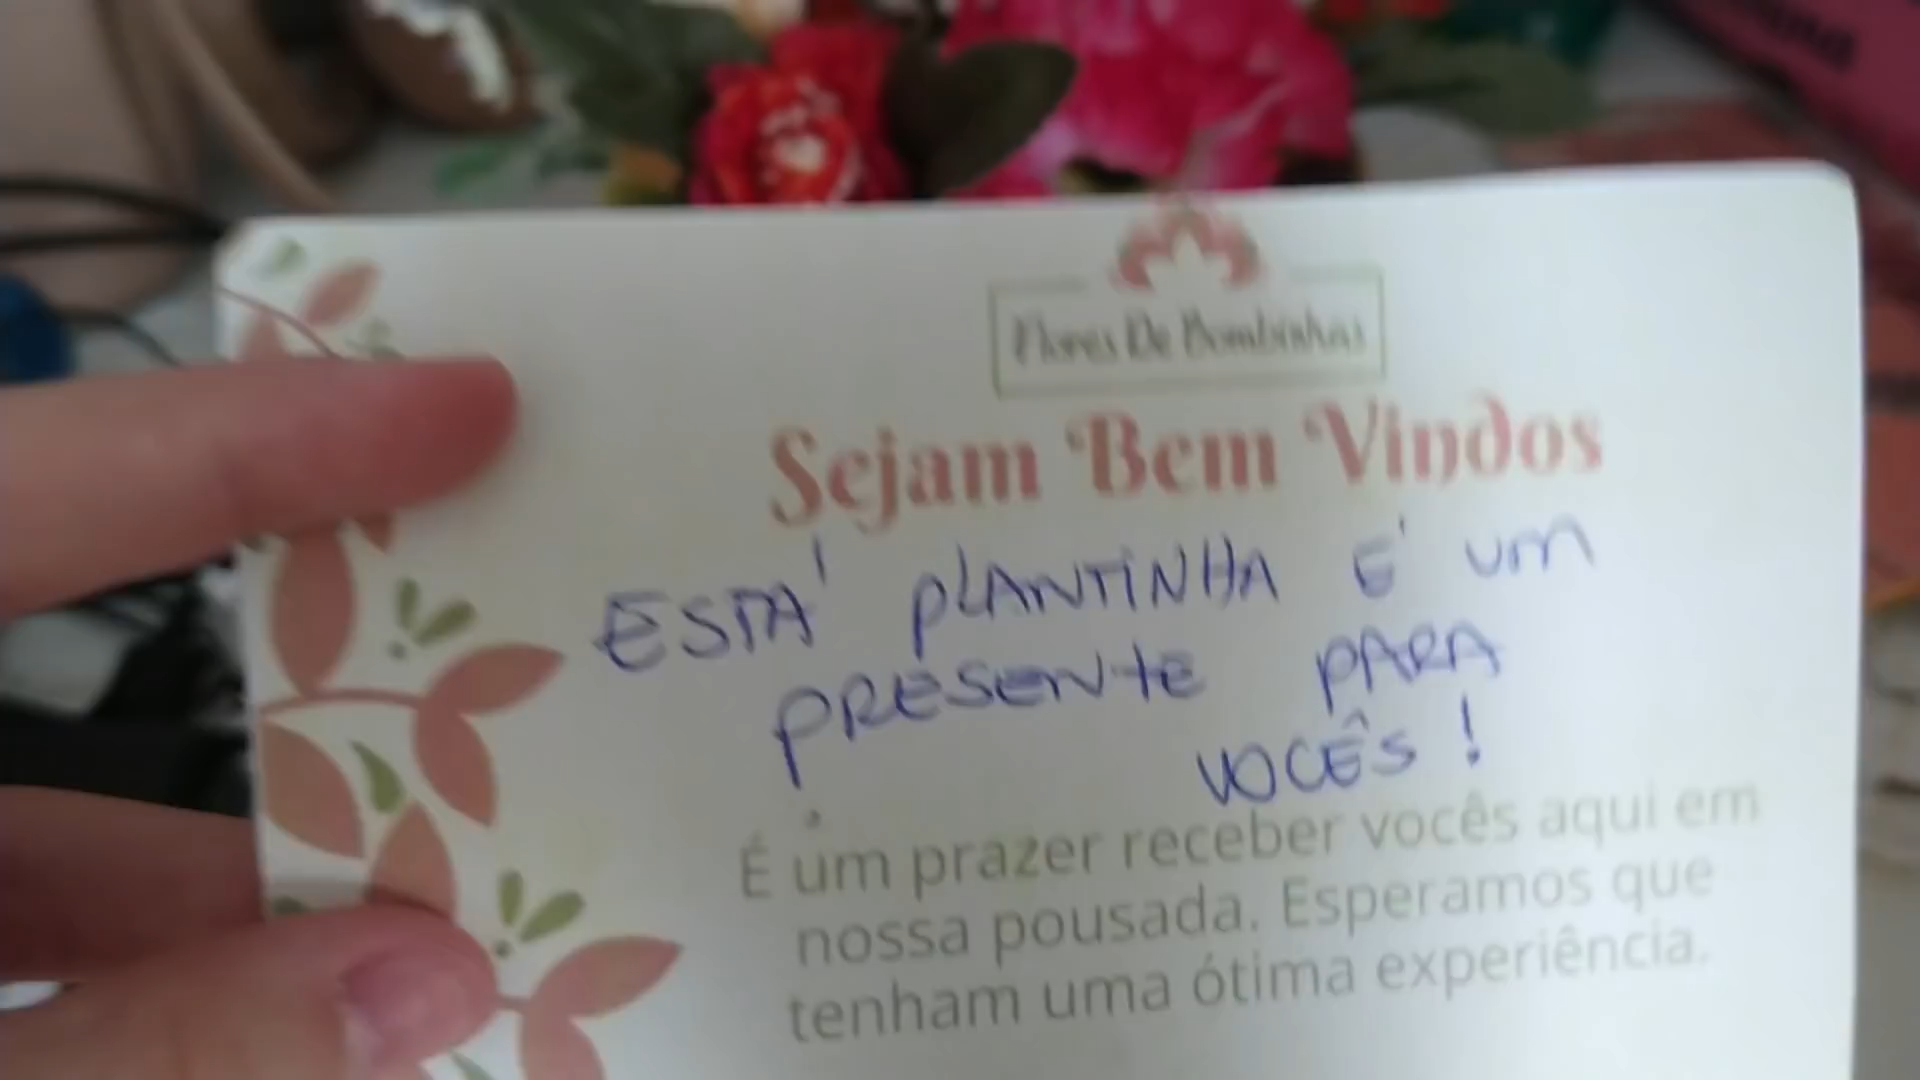 Flores De Bombinhas
Sejam Bem Vindos
ESTÁ PLANTINHA É UM
PRESENTE PARA
VOCÊS!
É um prazer receber vocês aqui em
nossa pousada. Esperamos que
tenham uma ótima experiência.